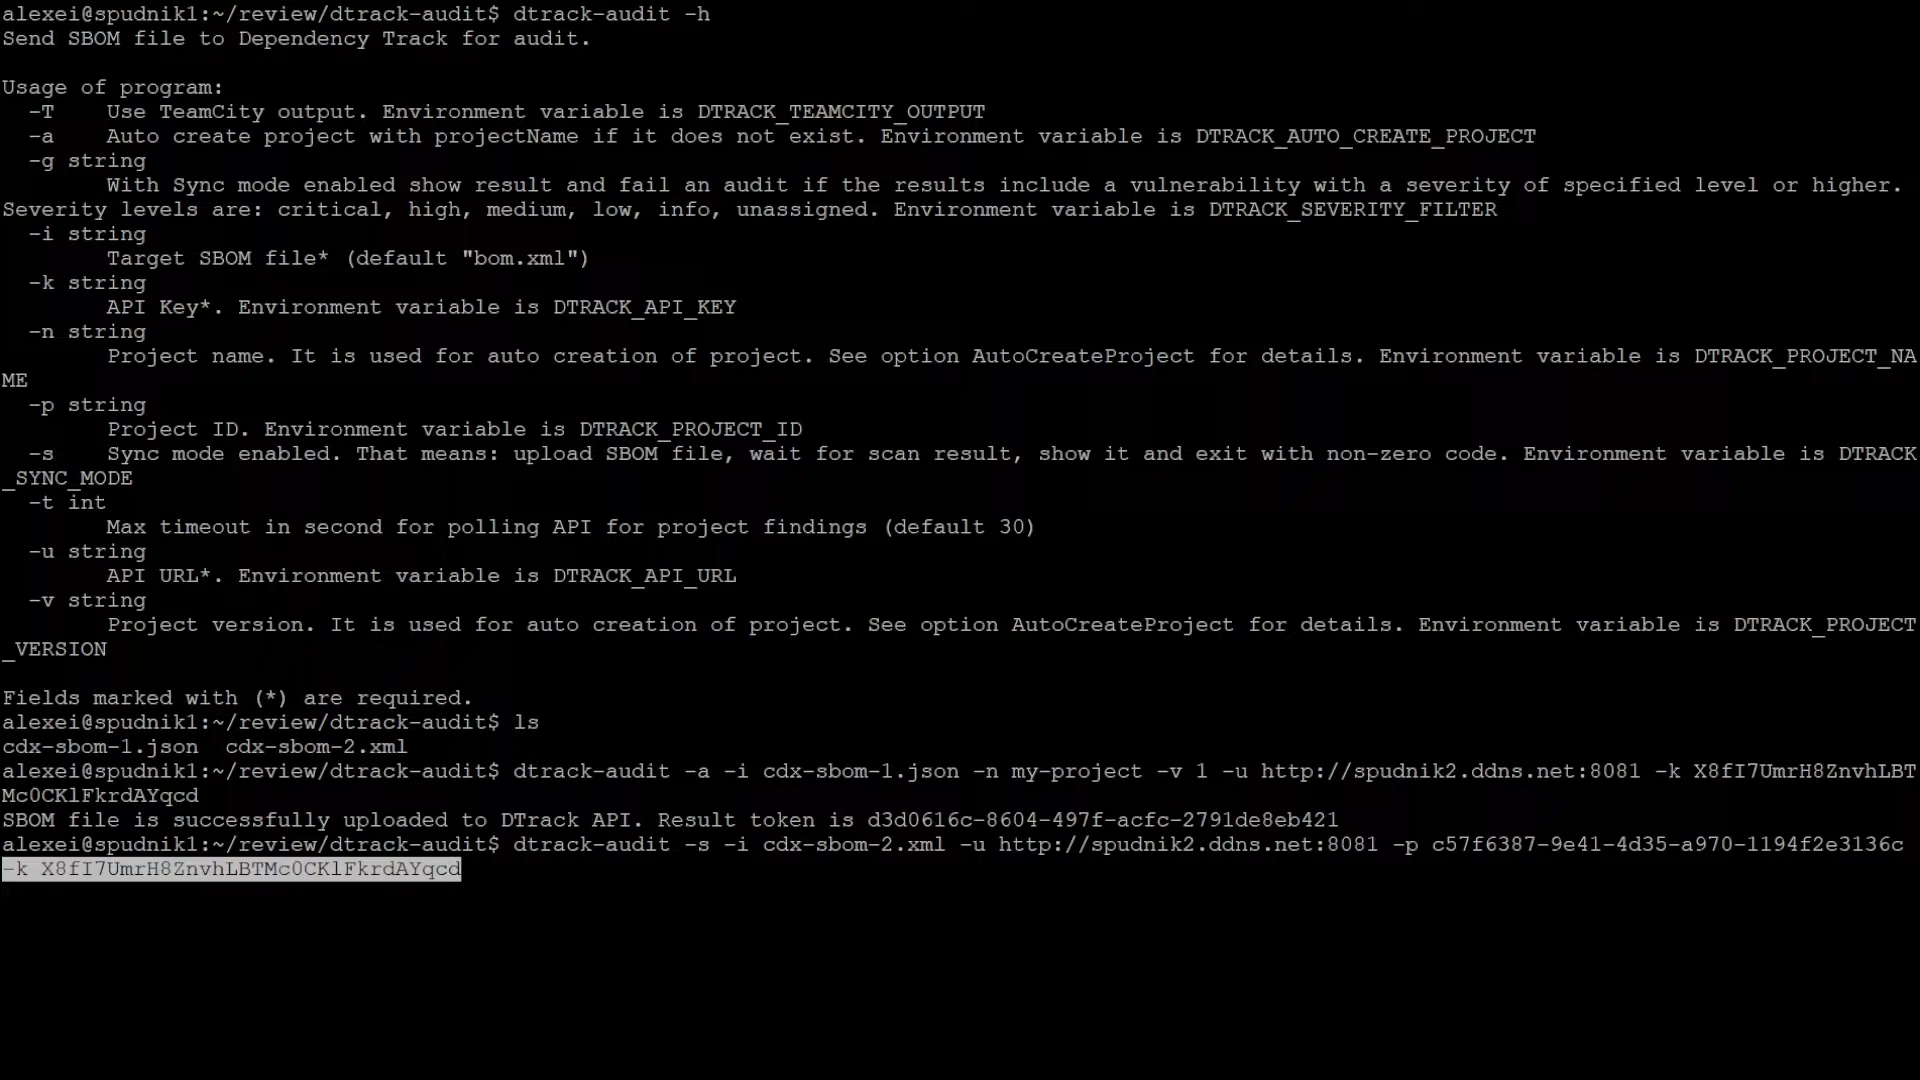 alexei@spudnik1:~/review/dtrack-audit$ dtrack-audit -h
Send SBOM file to Dependency Track for audit.

Usage of program:
  -T    Use TeamCity output. Environment variable is DTRACK_TEAMCITY_OUTPUT
  -a    Auto create project with projectName if it does not exist. Environment variable is DTRACK_AUTO_CREATE_PROJECT
  -g string
        With Sync mode enabled show result and fail an audit if the results include a vulnerability with a severity of specified level or higher.
Severity levels are: critical, high, medium, low, info, unassigned. Environment variable is DTRACK_SEVERITY_FILTER
  -i string
        Target SBOM file* (default "bom.xml")
  -k string
        API Key*. Environment variable is DTRACK_API_KEY
  -n string
        Project name. It is used for auto creation of project. See option AutoCreateProject for details. Environment variable is DTRACK_PROJECT_NA
ME
  -p string
        Project ID. Environment variable is DTRACK_PROJECT_ID
  -s    Sync mode enabled. That means: upload SBOM file, wait for scan result, show it and exit with non-zero code. Environment variable is DTRACK
_SYNC_MODE
  -t int
        Max timeout in second for polling API for project findings (default 30)
  -u string
        API URL*. Environment variable is DTRACK_API_URL
  -v string
        Project version. It is used for auto creation of project. See option AutoCreateProject for details. Environment variable is DTRACK_PROJECT
_VERSION

Fields marked with (*) are required.
alexei@spudnik1:~/review/dtrack-audit$ ls
cdx-sbom-1.json  cdx-sbom-2.xml
alexei@spudnik1:~/review/dtrack-audit$ dtrack-audit -a -i cdx-sbom-1.json -n my-project -v 1 -u http://spudnik2.ddns.net:8081 -k X8fI7UmrH8ZnvhLBT
Mc0CKlFkrdAYqcd
SBOM file is successfully uploaded to DTrack API. Result token is d3d0616c-8604-497f-acfc-2791de8eb421
alexei@spudnik1:~/review/dtrack-audit$ dtrack-audit -s -i cdx-sbom-2.xml -u http://spudnik2.ddns.net:8081 -p c57f6387-9e41-4d35-a970-1194f2e3136c
-k X8fI7UmrH8ZnvhLBTMc0CKlFkrdAYqcd